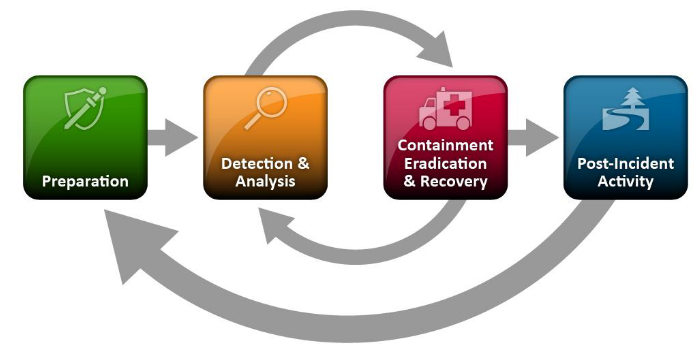 Preparation
Detection &
Analysis
Containment
Eradication
& Recovery
Post-Incident
Activity